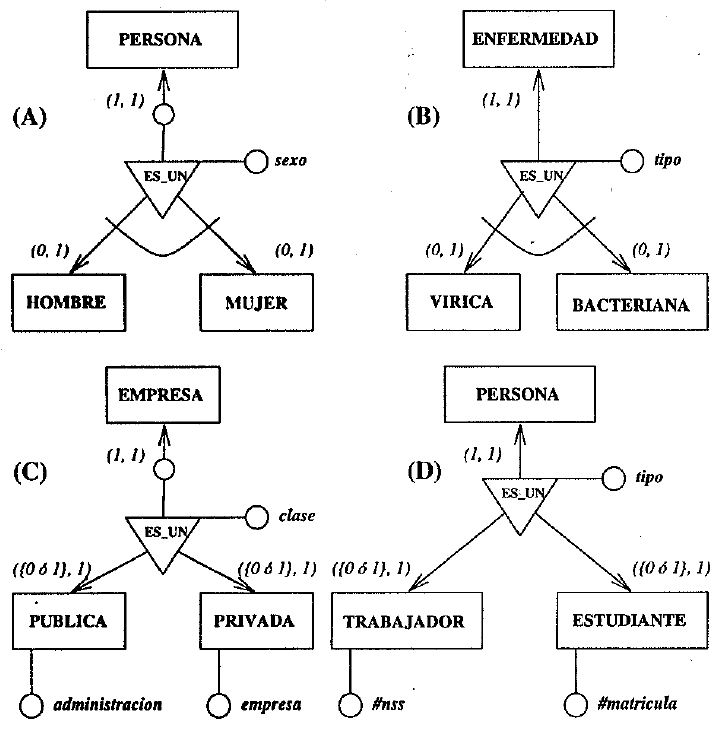 PERSONA
(1, 1)
(A)
sexo
ES_UN
(0, 1)
(0, 1)
HOMBRE
MUJER
ENFERMEDAD
(1, 1)
(B)
tipo
ES_UN
(0, 1)
(0, 1)
VIRICA
BACTERIANA
EMPRESA
(1, 1)
(C)
clase
ES_UN
({0 ó 1}, 1)
({0 ó 1}, 1)
PUBLICA
PRIVADA
administracion
empresa
PERSONA
(1, 1)
(D)
tipo
ES_UN
({0 ó 1}, 1)
({0 ó 1}, 1)
TRABAJADOR
ESTUDIANTE
#nss
#matricula